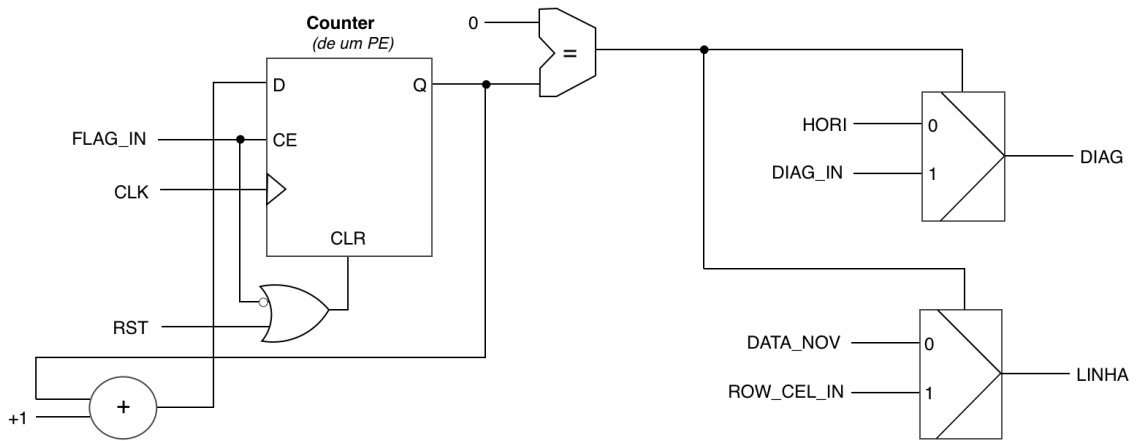 Counter
(de um PE)
0
=
D
Q
FLAG_IN
CE
CLK
CLR
RST
+1
+
HORI
0
DIAG_IN
1
DIAG
DATA_NOV
0
ROW_CEL_IN
1
LINHA